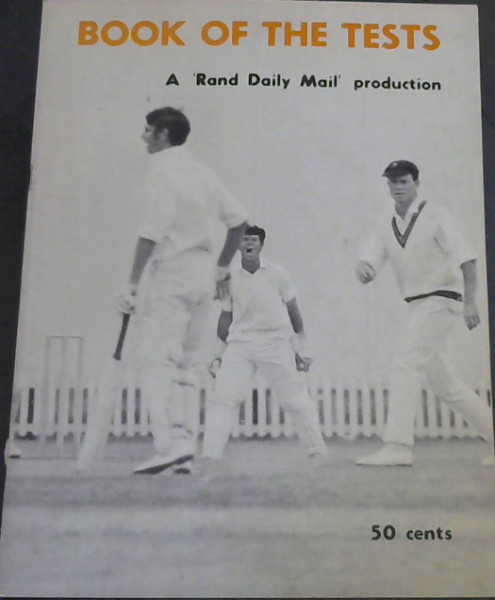 BOOK OF THE TESTS
A 'Rand Daily Mail' production
50 cents